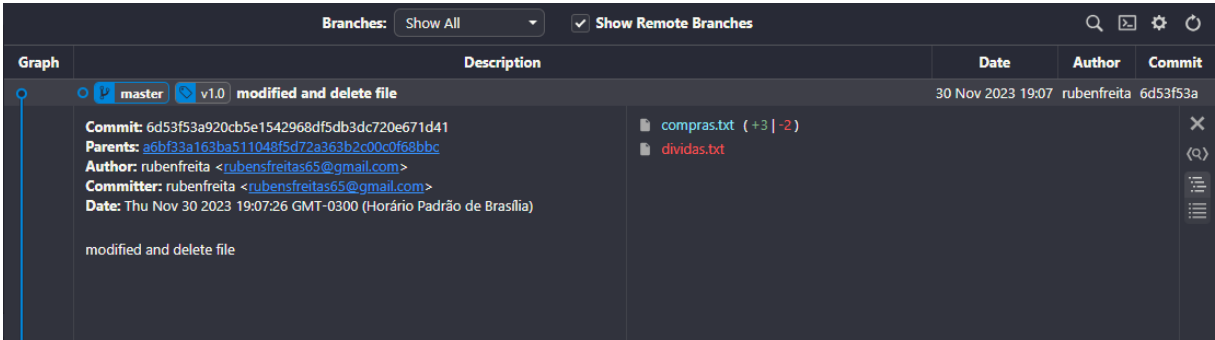 Branches: Show All Show Remote Branches
Graph Description Date Author Commit
master v1.0 modified and delete file 30 Nov 2023 19:07 rubenfreita 6d53f53a
Commit: 6d53f53a920cb5e1542968df5db3dc720e671d41
Parents: a6bf33a163ba511048f5d72a363b2c00c0f68bbc
Author: rubenfreita <rubensfreitas65@gmail.com>
Committer: rubenfreita <rubensfreitas65@gmail.com>
Date: Thu Nov 30 2023 19:07:26 GMT-0300 (Horário Padrão de Brasília)
modified and delete file
compras.txt (+3|-2)
dividas.txt